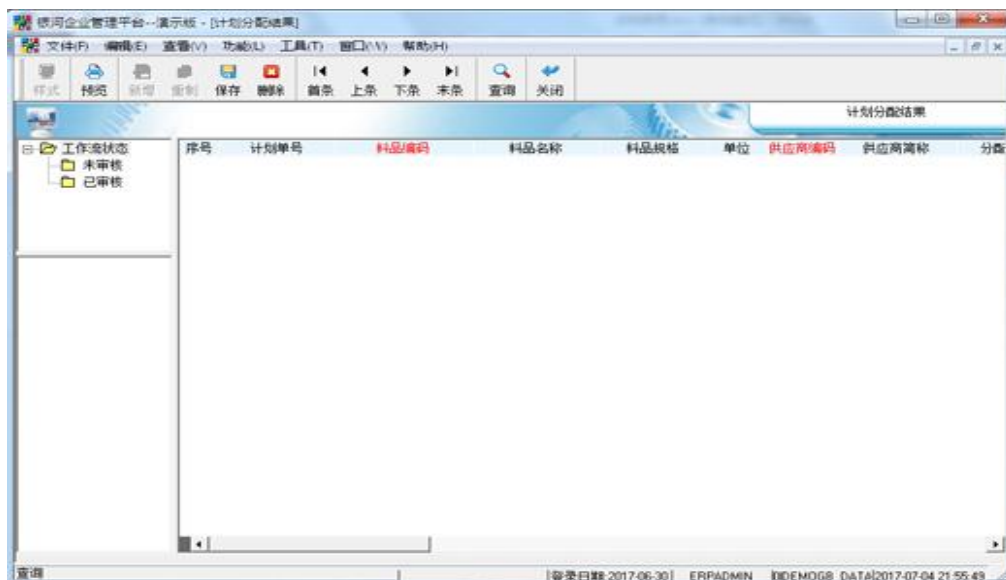 银河企业管理平台--演示版 - [计划分配结果]
文件(F) 编辑(E) 查看(V) 功能(L) 工具(T) 窗口(W) 帮助(H)
样式 预览 新增 复制 保存 删除 首条 上条 下条 末条 查询 关闭
计划分配结果
工作流状态
未审核
已审核
序号 计划单号 料品编码 料品名称 料品规格 单位 供应商编码 供应商简称 分配
查询 登录日期:2017-06-30 ERPADMIN DEMOG8_DATA 2017-07-04 21:55:49